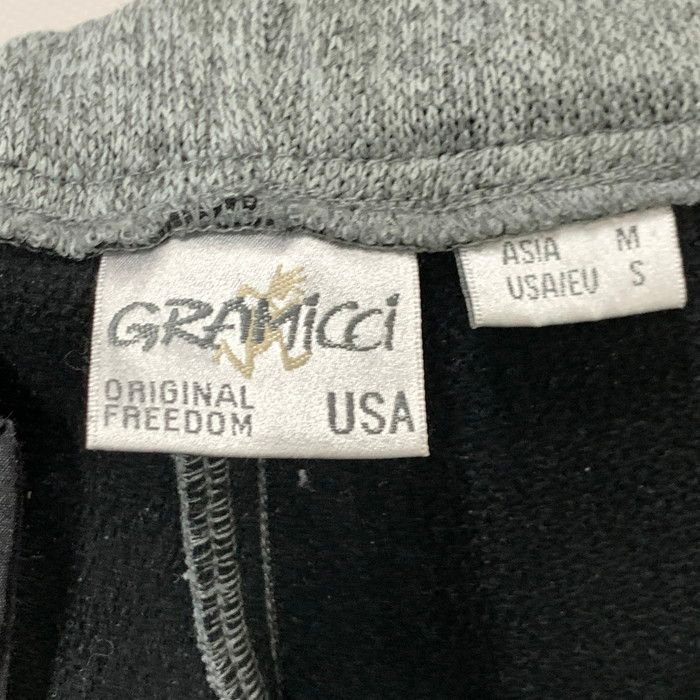 GRAMiCCi
ORIGINAL
FREEDOM
USA
ASIA M
USA/EU S